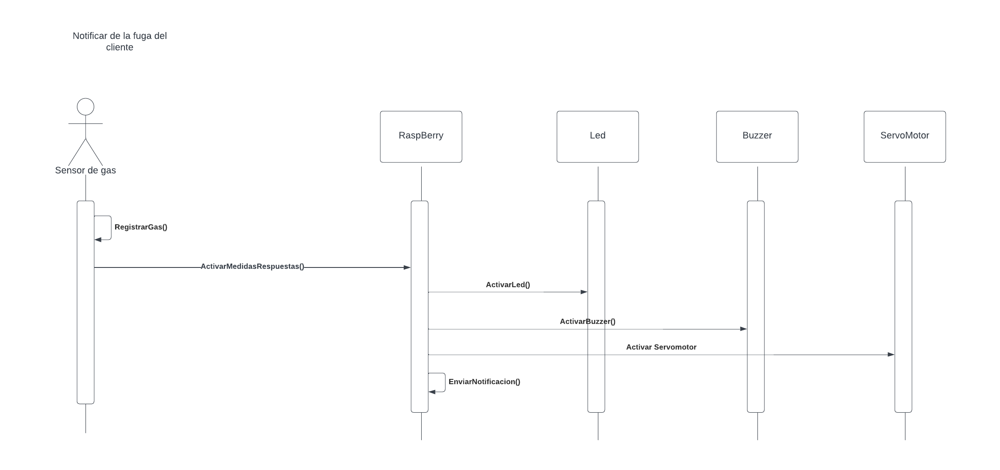 Notificar de la fuga del
cliente
Sensor de gas
RaspBerry
Led
Buzzer
ServoMotor
RegistrarGas()
ActivarMedidasRespuestas()
ActivarLed()
ActivarBuzzer()
Activar Servomotor
EnviarNotificacion()